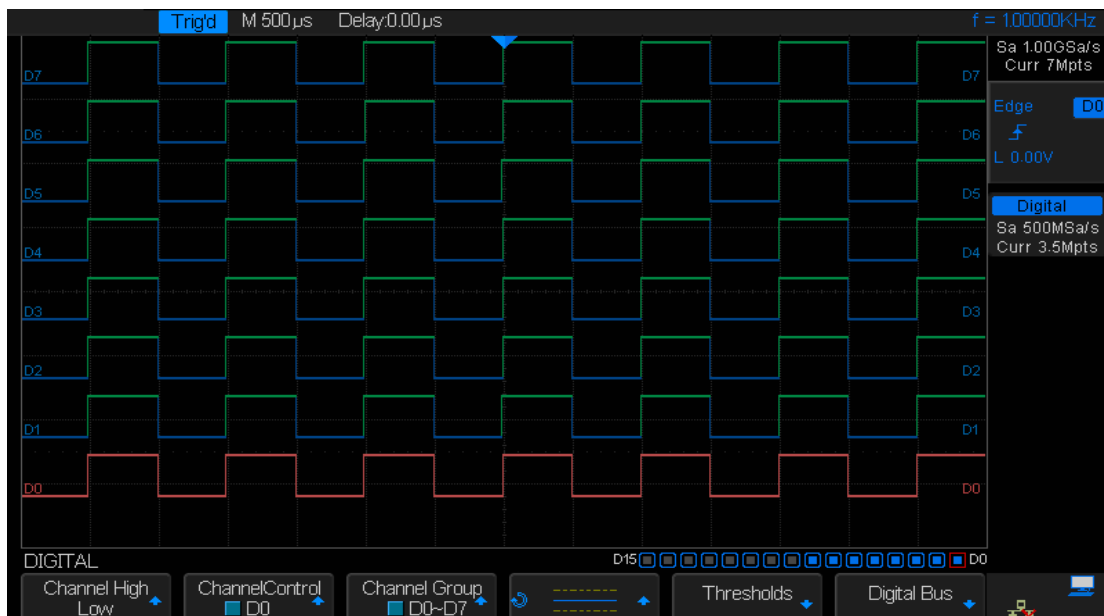 Trig'd M 500µs Delay:0.00µs f = 1.00000KHz
Sa 1.00GSa/s
Curr 7Mpts
D7 D7
Edge D0
D6 D6
L 0.00V
D5 D5
Digital
Sa 500MSa/s
Curr 3.5Mpts
D4 D4
D3 D3
D2 D2
D1 D1
D0 D0
DIGITAL D15 D0
Channel High
Low
ChannelControl
D0
Channel Group
D0~D7
Thresholds
Digital Bus